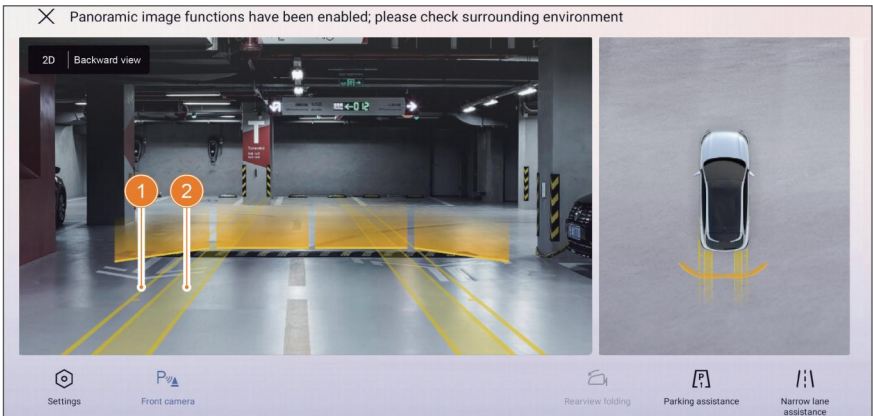 Panoramic image functions have been enabled; please check surrounding environment
2D | Backward view
←012
T
1 2
P
Settings
Front camera
Rearview folding
Parking assistance
Narrow lane
assistance